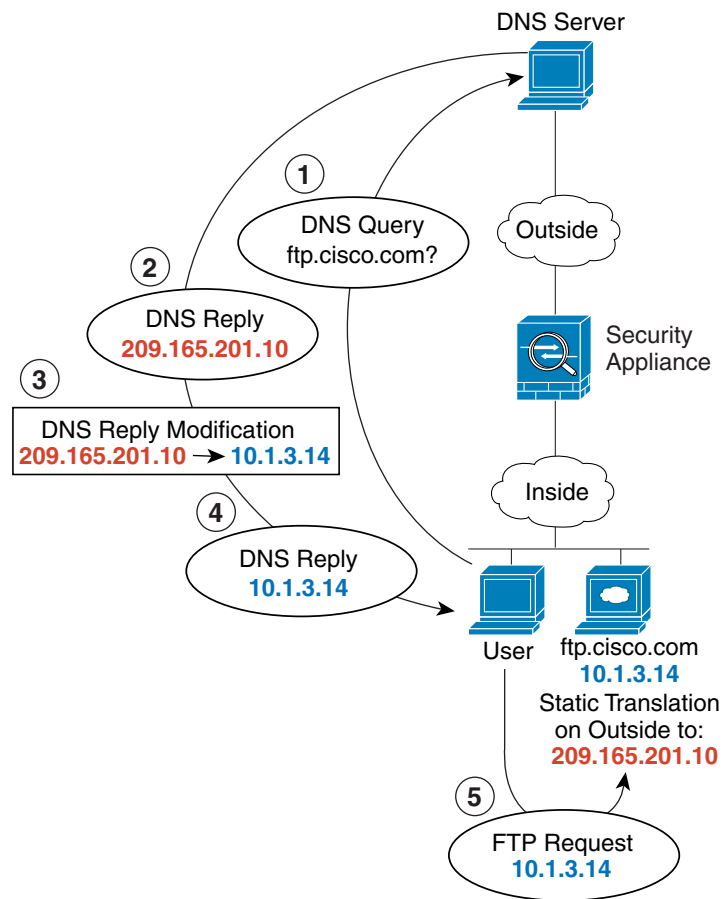 DNS Server
1
DNS Query
ftp.cisco.com?
Outside
2
DNS Reply
209.165.201.10
Security
Appliance
3
DNS Reply Modification
209.165.201.10 → 10.1.3.14
Inside
4
DNS Reply
10.1.3.14
User
ftp.cisco.com
10.1.3.14
Static Translation
on Outside to:
209.165.201.10
5
FTP Request
10.1.3.14